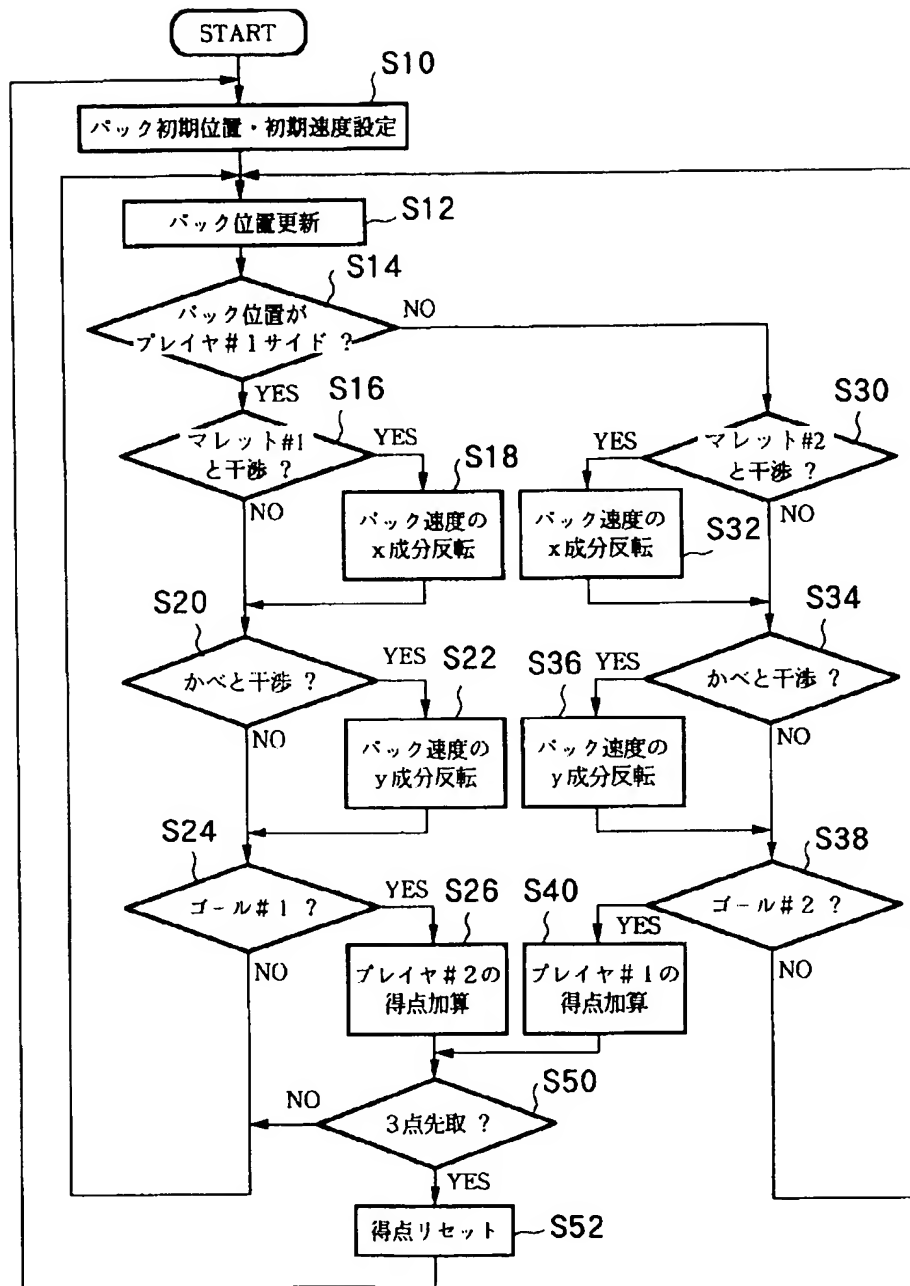 START
S10
パック初期位置・初期速度設定
パック位置更新
S12
S14
パック位置が
プレイヤ#1サイド ?
NO
YES
S16
マレット#1
と干渉 ?
YES
NO
S18
パック速度の
x成分反転
S30
マレット#2
と干渉 ?
YES
NO
パック速度の
x成分反転
S32
S20
かべと干渉 ?
YES
NO
S22
パック速度の
y成分反転
S34
かべと干渉 ?
YES
NO
S36
パック速度の
y成分反転
S24
ゴール#1 ?
YES
NO
S26
プレイヤ#2の
得点加算
S38
ゴール#2 ?
YES
NO
S40
プレイヤ#1の
得点加算
S50
3点先取 ?
NO
YES
得点リセット
S52